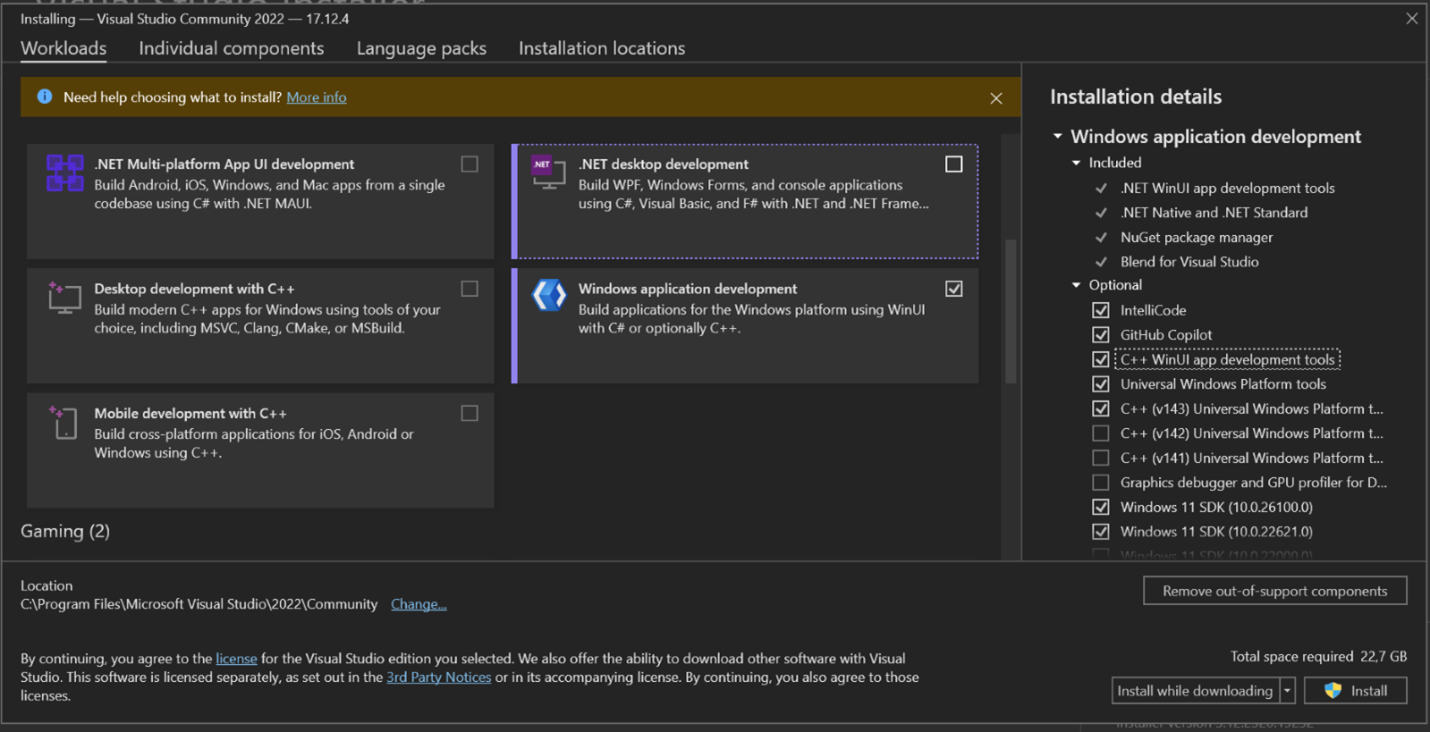 Installing — Visual Studio Community 2022 — 17.12.4
Workloads
Individual components
Language packs
Installation locations
Need help choosing what to install? More info
.NET Multi-platform App UI development
Build Android, iOS, Windows, and Mac apps from a single
codebase using C# with .NET MAUI.
.NET
.NET desktop development
Build WPF, Windows Forms, and console applications
using C#, Visual Basic, and F# with .NET and .NET Frame...
Desktop development with C++
Build modern C++ apps for Windows using tools of your
choice, including MSVC, Clang, CMake, or MSBuild.
Windows application development
Build applications for the Windows platform using WinUI
with C# or optionally C++.
Mobile development with C++
Build cross-platform applications for iOS, Android or
Windows using C++.
Gaming (2)
Installation details
Windows application development
Included
.NET WinUI app development tools
.NET Native and .NET Standard
NuGet package manager
Blend for Visual Studio
Optional
IntelliCode
GitHub Copilot
C++ WinUI app development tools
Universal Windows Platform tools
C++ (v143) Universal Windows Platform t...
C++ (v142) Universal Windows Platform t...
C++ (v141) Universal Windows Platform t...
Graphics debugger and GPU profiler for D...
Windows 11 SDK (10.0.26100.0)
Windows 11 SDK (10.0.22621.0)
Windows 11 SDK (10.0.22000.0)
Location
C:\Program Files\Microsoft Visual Studio\2022\Community Change...
Remove out-of-support components
By continuing, you agree to the license for the Visual Studio edition you selected. We also offer the ability to download other software with Visual
Studio. This software is licensed separately, as set out in the 3rd Party Notices or in its accompanying license. By continuing, you also agree to those
licenses.
Total space required 22,7 GB
Install while downloading
Install